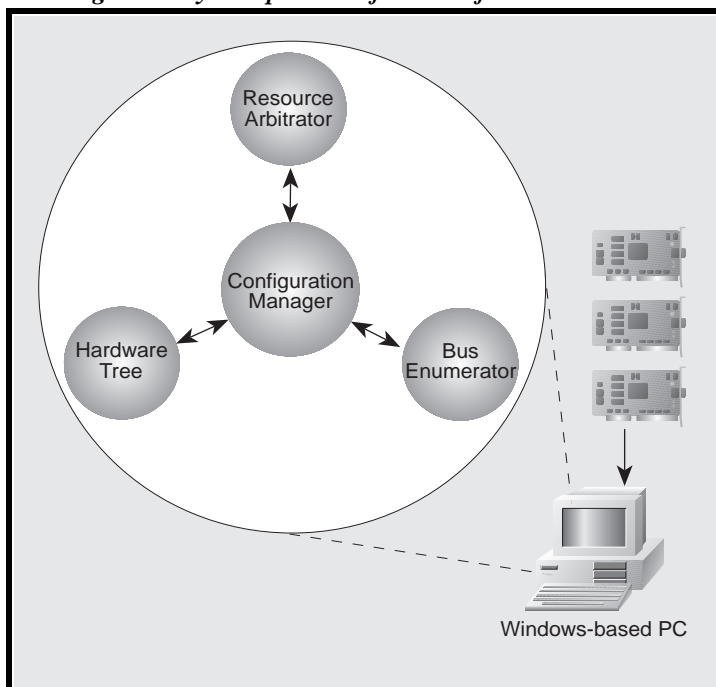 Resource
Arbitrator
Configuration
Manager
Hardware
Tree
Bus
Enumerator
Windows-based PC